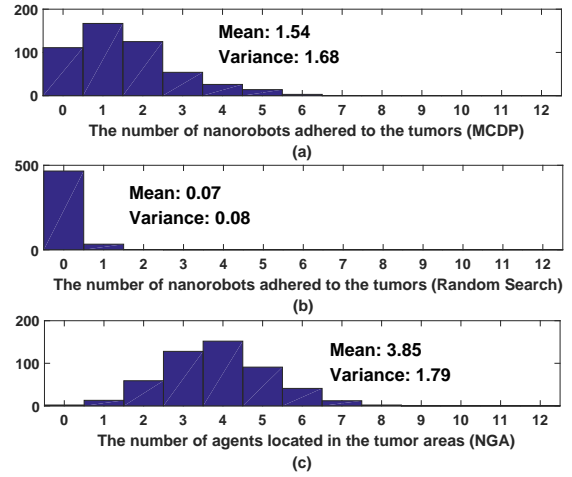 200
100
0
Mean: 1.54
Variance: 1.68
0 1 2 3 4 5 6 7 8 9 10 11 12
The number of nanorobots adhered to the tumors (MCDP)
(a)
500
0
Mean: 0.07
Variance: 0.08
0 1 2 3 4 5 6 7 8 9 10 11 12
The number of nanorobots adhered to the tumors (Random Search)
(b)
200
100
0
Mean: 3.85
Variance: 1.79
0 1 2 3 4 5 6 7 8 9 10 11 12
The number of agents located in the tumor areas (NGA)
(c)